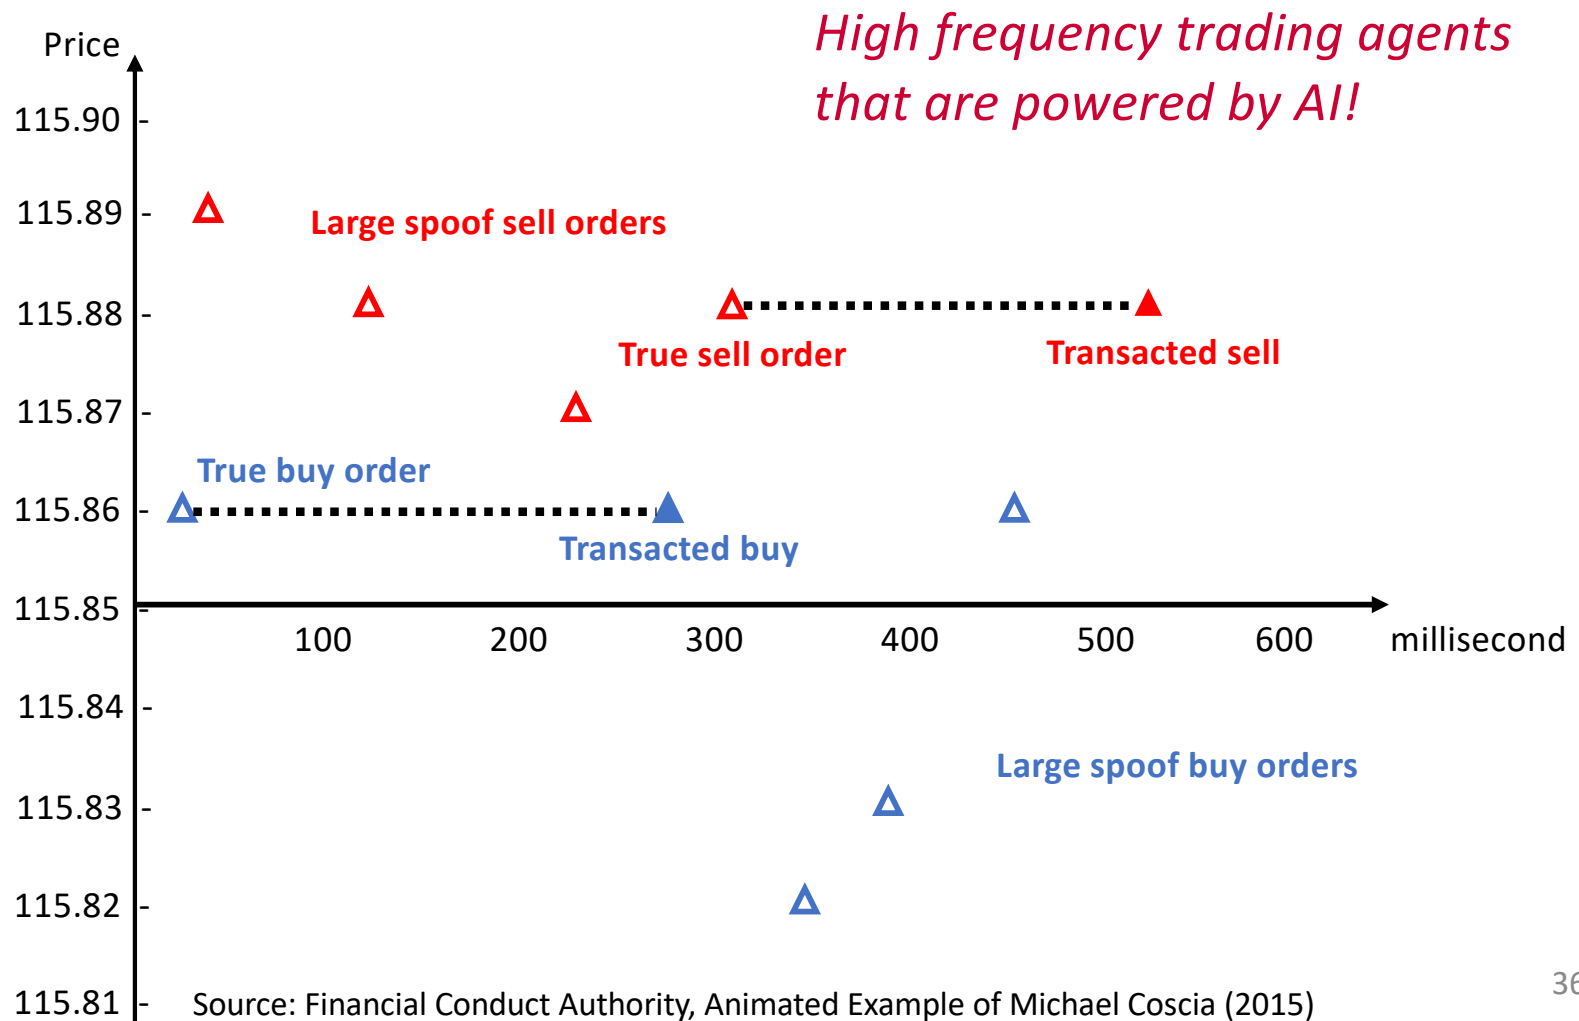 High frequency trading agents
that are powered by AI!
Price
115.90 -
115.89 -
Large spoof sell orders
115.88 -
True sell order
Transacted sell
115.87 -
True buy order
115.86 -
Transacted buy
115.85 -
100 200 300 400 500 600 millisecond
115.84 -
Large spoof buy orders
115.83 -
115.82 -
115.81 -
Source: Financial Conduct Authority, Animated Example of Michael Coscia (2015)
36